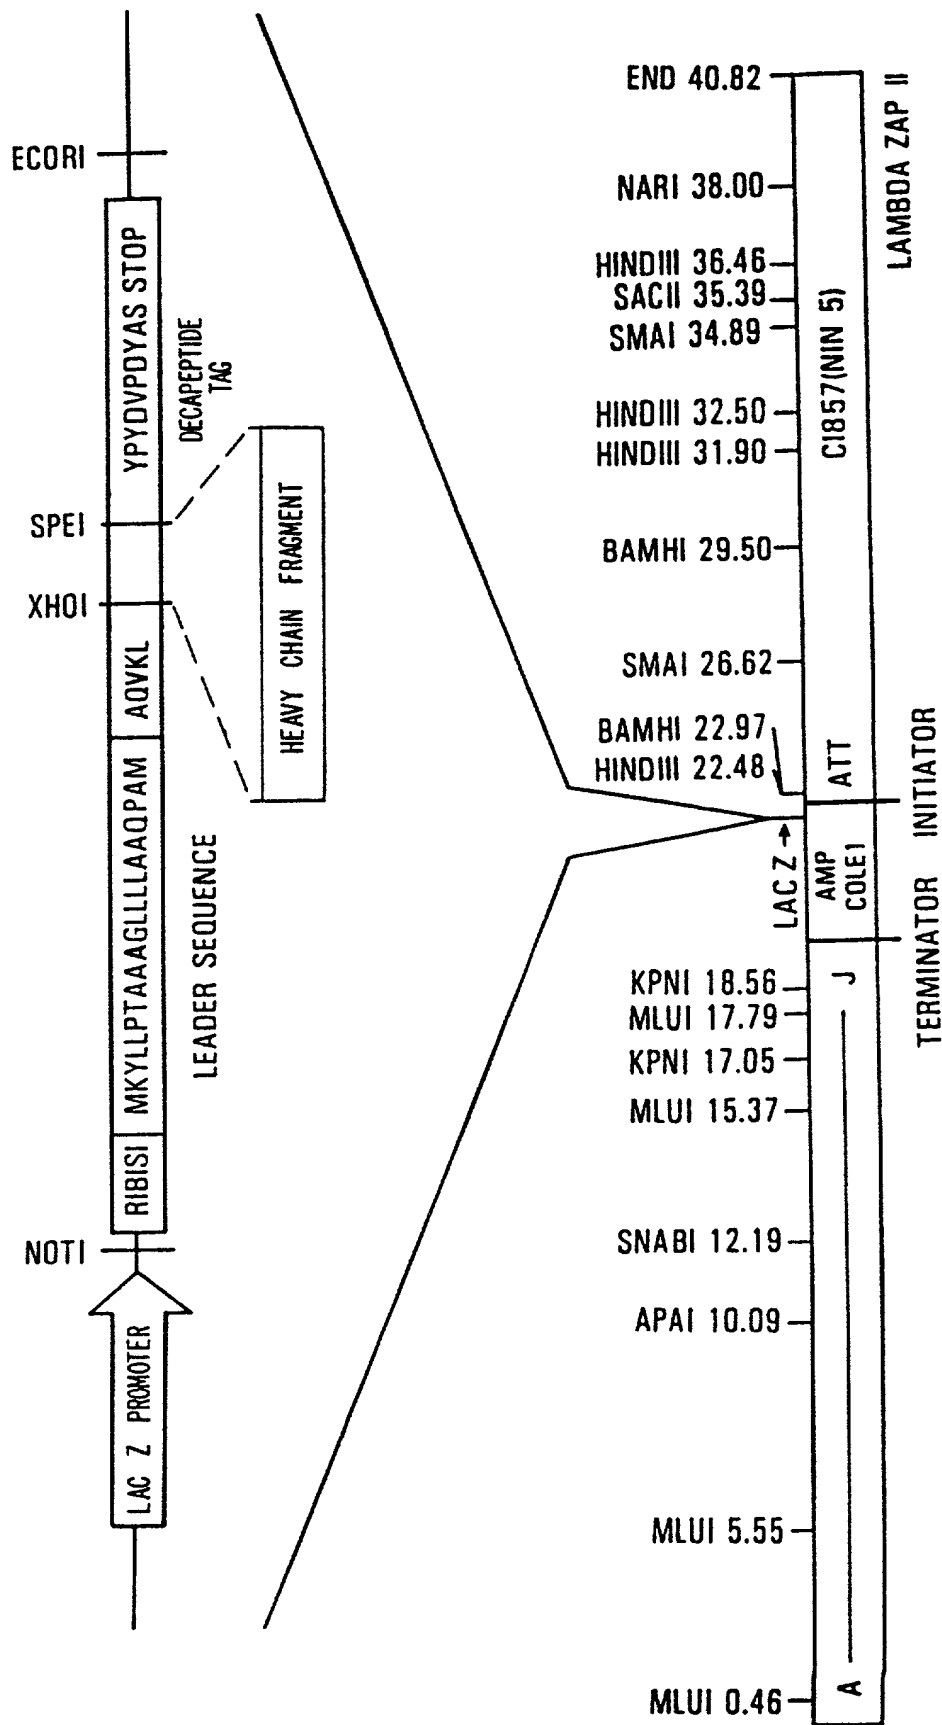 ECORI
YPYDVPDYAS STOP
DECAPEPTIDE
TAG
SPEI
XHOI
HEAVY CHAIN FRAGMENT
AQVKL
MKYLLPTAAAGLLLLAAQPAM
LEADER SEQUENCE
RIBISI
NOTI
LAC Z PROMOTER
END 40.82
NARI 38.00
HINDIII 36.46
SACII 35.39
SMAI 34.89
HINDIII 32.50
HINDIII 31.90
BAMHI 29.50
SMAI 26.62
BAMHI 22.97
HINDIII 22.48
LAC Z →
KPNI 18.56
MLUI 17.79
KPNI 17.05
MLUI 15.37
SNABI 12.19
APAI 10.09
MLUI 5.55
MLUI 0.46
CI857(NIN 5)
ATT
AMP
COLE1
J
A
LAMBDA ZAP II
INITIATOR
TERMINATOR